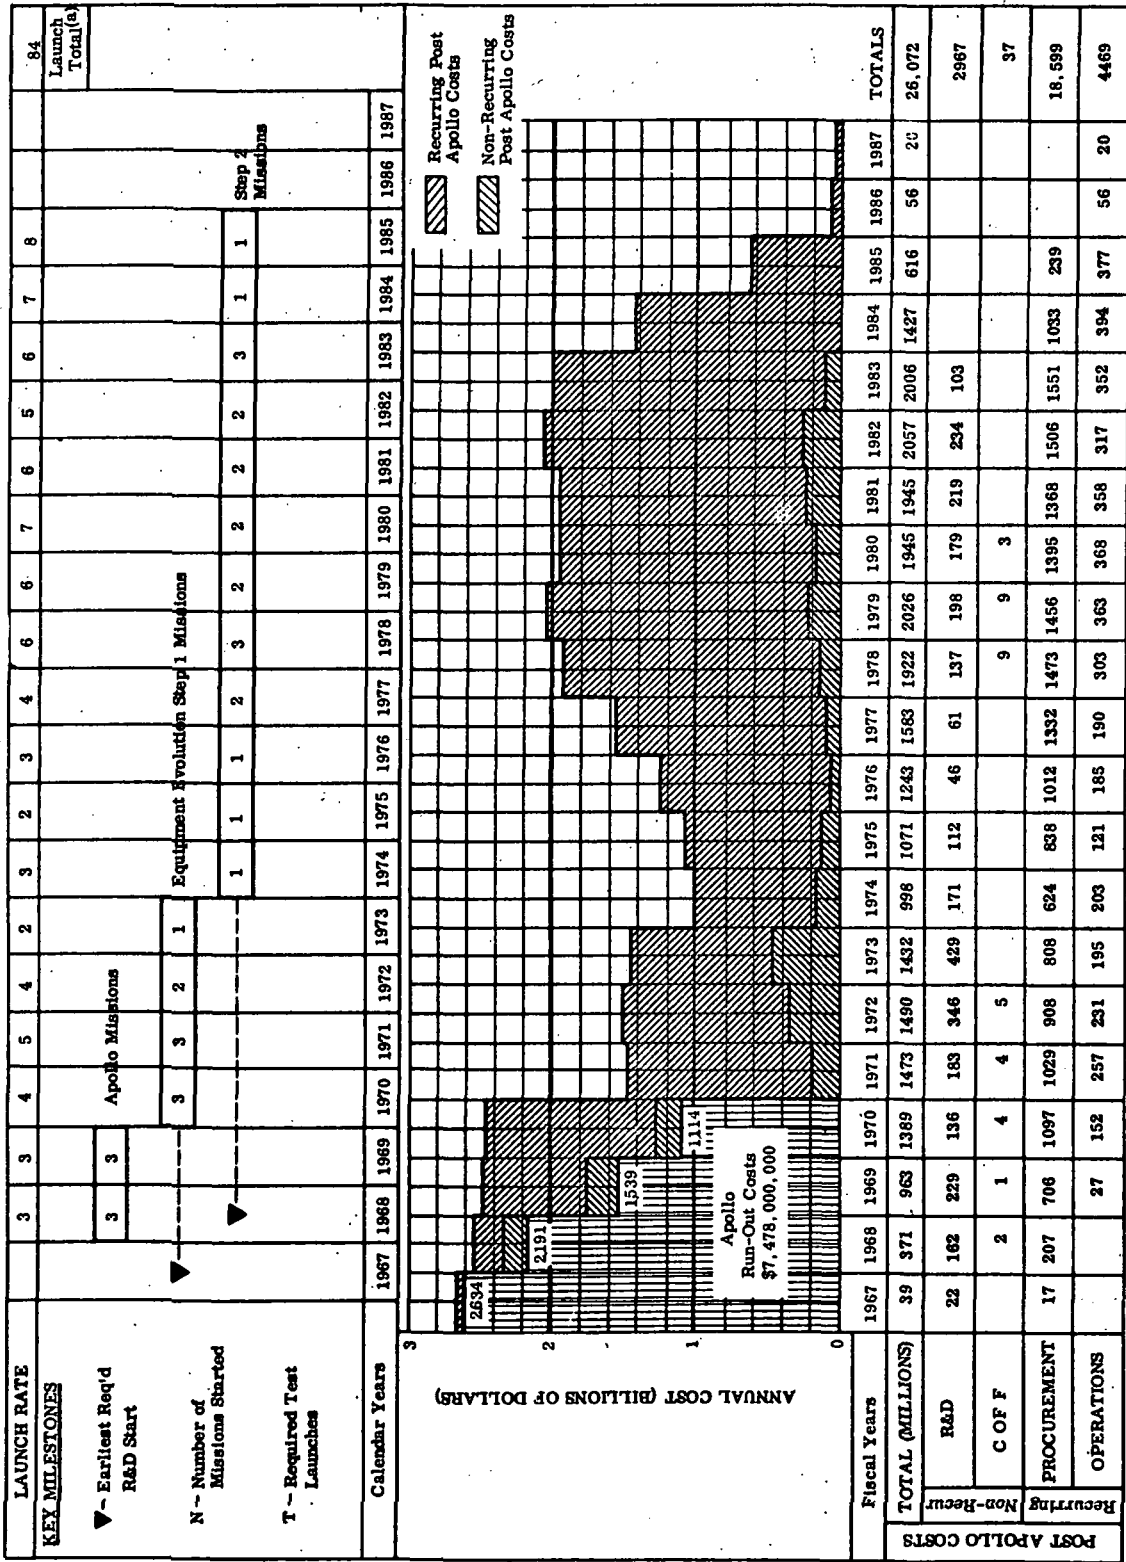 LAUNCH RATE 3 3 4 5 4 2 3 2 3 4 6 6 7 6 5 6 7 8 84
KEY MILESTONES
Launch Total(a)
▼ - Earliest Req'd
R&D Start
N - Number of
Missions Started
T - Required Test
Launches
Apollo Missions
3 3
Equipment Evolution Step 1 Missions
3 3 2 1
Step 2
Missions
1 1 1 2 3 2 2 2 2 3 1 1
Calendar Years 1967 1968 1969 1970 1971 1972 1973 1974 1975 1976 1977 1978 1979 1980 1981 1982 1983 1984 1985 1986 1987
ANNUAL COST (BILLIONS OF DOLLARS)
3
2
1
0
Recurring Post
Apollo Costs
Non-Recurring
Post Apollo Costs
2634
2191
1539
1114
Apollo
Run-Out Costs
$7,478,000,000
Fiscal Years 1967 1968 1969 1970 1971 1972 1973 1974 1975 1976 1977 1978 1979 1980 1981 1982 1983 1984 1985 1986 1987 TOTALS
POST APOLLO COSTS
TOTAL (MILLIONS) 39 371 963 1389 1473 1490 1432 998 1071 1243 1583 1922 2026 1945 1945 2057 2006 1427 616 56 20 26,072
Non-Recur
R&D 22 162 229 136 183 346 429 171 112 46 61 137 198 179 219 234 103 2967
C OF F 2 1 4 4 5 9 9 3 37
Recurring
PROCUREMENT 17 207 706 1097 1029 908 808 624 838 1012 1332 1473 1456 1395 1368 1506 1551 1033 239 18,599
OPERATIONS 27 152 257 231 195 203 121 185 190 303 363 368 358 317 352 394 377 56 20 4469